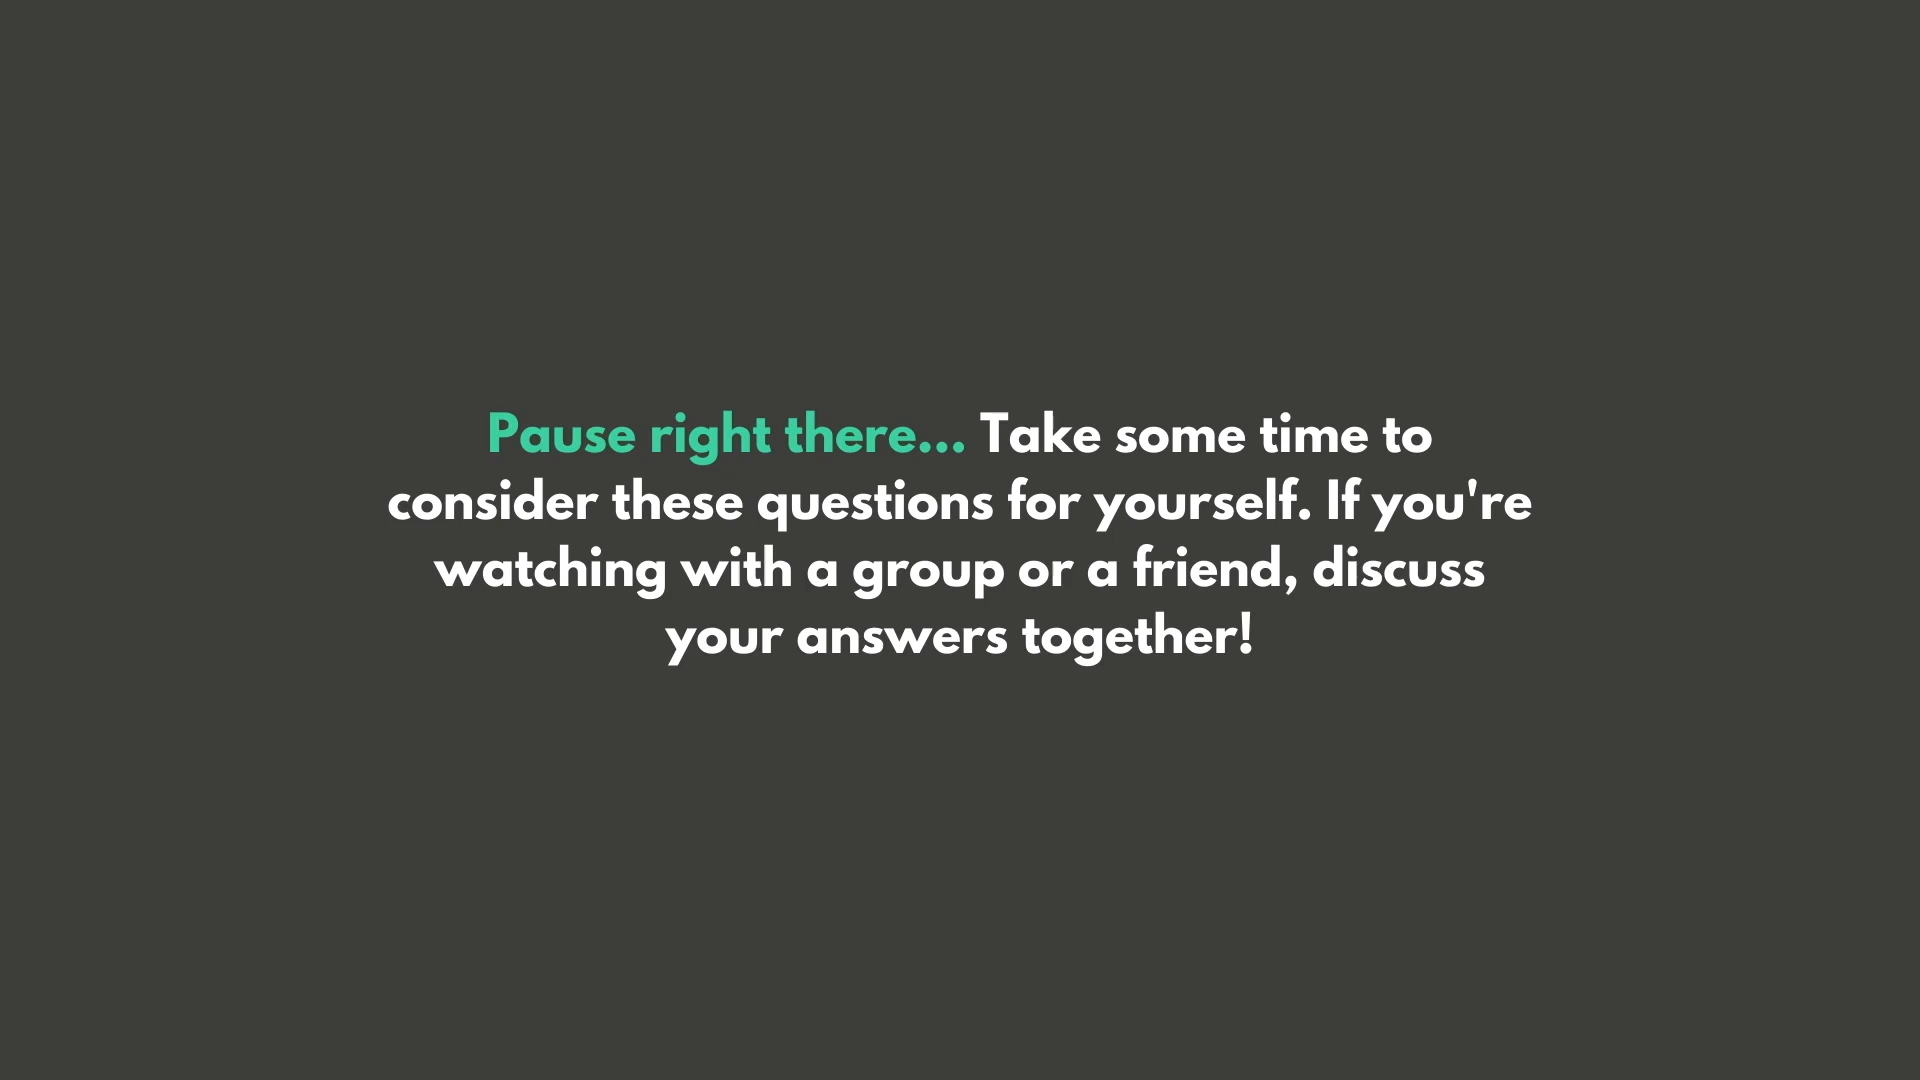 Pause right there... Take some time to
consider these questions for yourself. If you're
watching with a group or a friend, discuss
your answers together!